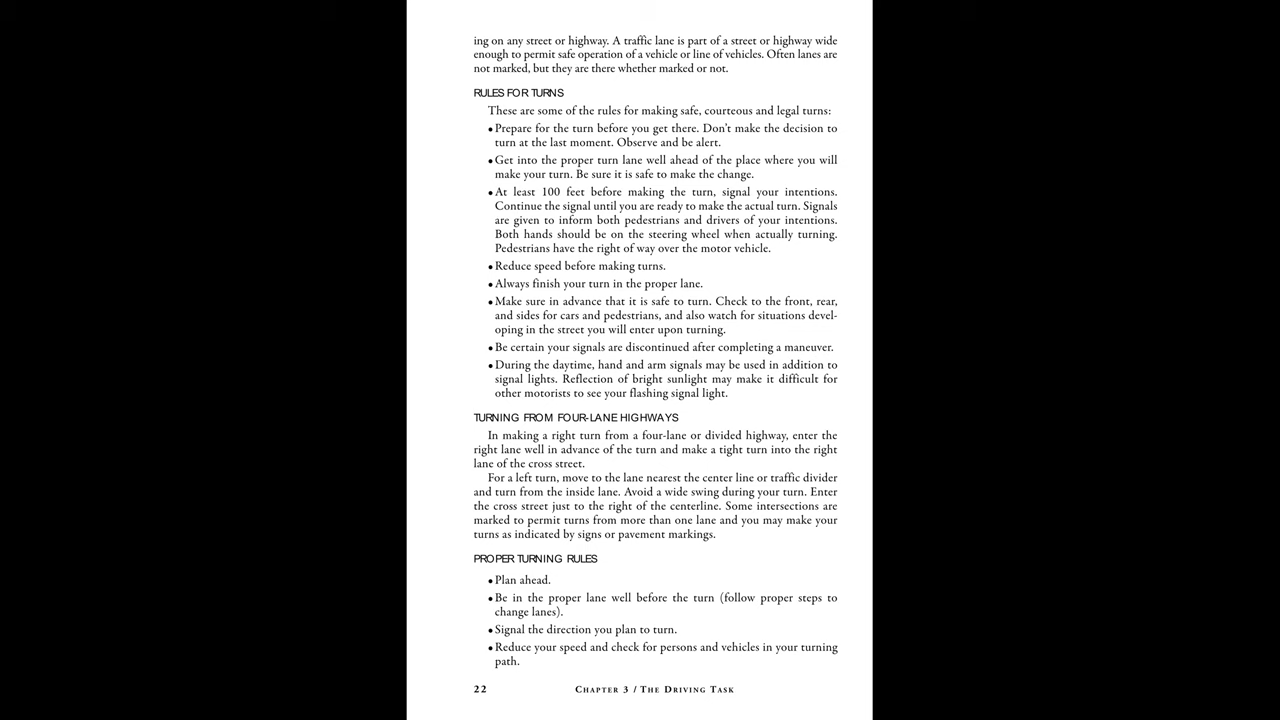 ing on any street or highway. A traffic lane is part of a street or highway wide
enough to permit safe operation of a vehicle or line of vehicles. Often lanes are
not marked, but they are there whether marked or not.
RULES FOR TURNS
These are some of the rules for making safe, courteous and legal turns:
• Prepare for the turn before you get there. Don't make the decision to
turn at the last moment. Observe and be alert.
• Get into the proper turn lane well ahead of the place where you will
make your turn. Be sure it is safe to make the change.
• At least 100 feet before making the turn, signal your intentions.
Continue the signal until you are ready to make the actual turn. Signals
are given to inform both pedestrians and drivers of your intentions.
Both hands should be on the steering wheel when actually turning.
Pedestrians have the right of way over the motor vehicle.
• Reduce speed before making turns.
• Always finish your turn in the proper lane.
• Make sure in advance that it is safe to turn. Check to the front, rear,
and sides for cars and pedestrians, and also watch for situations devel-
oping in the street you will enter upon turning.
• Be certain your signals are discontinued after completing a maneuver.
• During the daytime, hand and arm signals may be used in addition to
signal lights. Reflection of bright sunlight may make it difficult for
other motorists to see your flashing signal light.
TURNING FROM FOUR-LANE HIGHWAYS
In making a right turn from a four-lane or divided highway, enter the
right lane well in advance of the turn and make a tight turn into the right
lane of the cross street.
For a left turn, move to the lane nearest the center line or traffic divider
and turn from the inside lane. Avoid a wide swing during your turn. Enter
the cross street just to the right of the centerline. Some intersections are
marked to permit turns from more than one lane and you may make your
turns as indicated by signs or pavement markings.
PROPER TURNING RULES
• Plan ahead.
• Be in the proper lane well before the turn (follow proper steps to
change lanes).
• Signal the direction you plan to turn.
• Reduce your speed and check for persons and vehicles in your turning
path.
22 CHAPTER 3 / THE DRIVING TASK